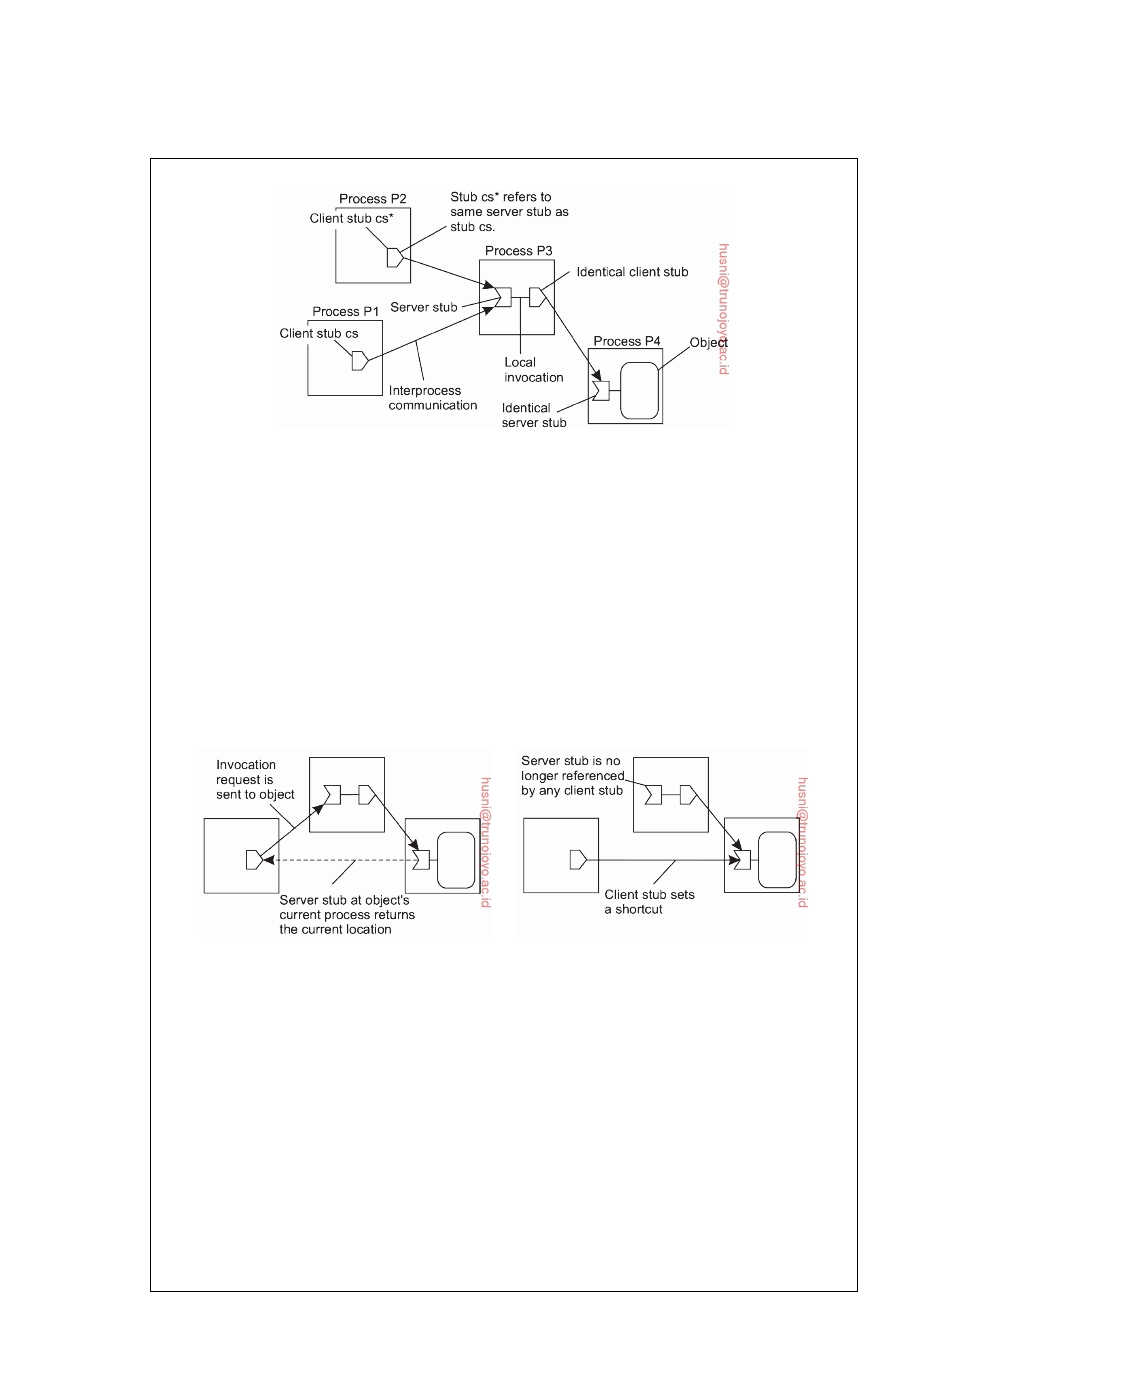 Process P2
Client stub cs*
Stub cs* refers to
same server stub as
stub cs.
Process P3
Identical client stub
Server stub
Process P1
Client stub cs
Interprocess
communication
Local
invocation
Process P4
Object
Identical
server stub
husni@trunojoyo.ac.id
Invocation
request is
sent to object
Server stub at object's
current process returns
the current location
husni@trunojoyo.ac.id
Server stub is no
longer referenced
by any client stub
Client stub sets
a shortcut
husni@trunojoyo.ac.id